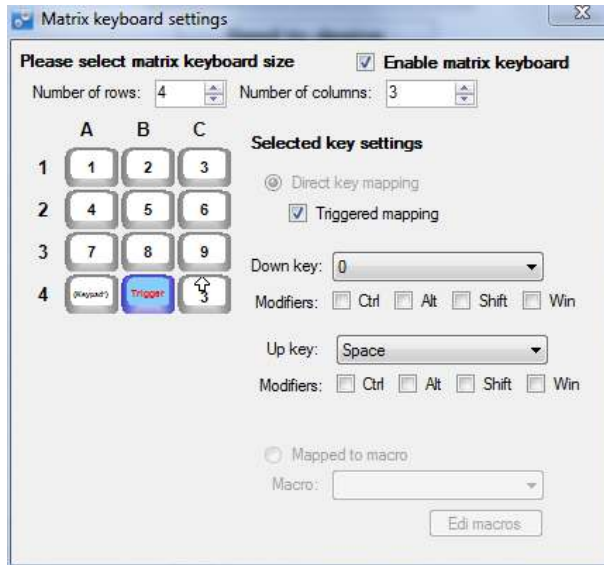 Matrix keyboard settings
Please select matrix keyboard size Enable matrix keyboard
Number of rows: 4 Number of columns: 3
A B C
Selected key settings
1 1 2 3
Direct key mapping
2 4 5 6
Triggered mapping
3 7 8 9
Down key: 0
4 (Keypad*) Trigger 3
Modifiers: Ctrl Alt Shift Win
Up key: Space
Modifiers: Ctrl Alt Shift Win
Mapped to macro
Macro:
Edi macros